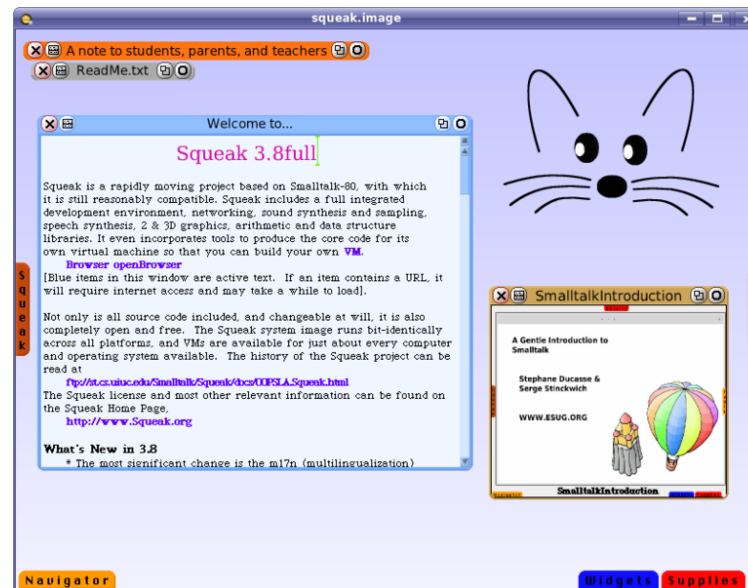 squeak.image
A note to students, parents, and teachers
ReadMe.txt
Welcome to...
Squeak 3.8full
Squeak is a rapidly moving project based on Smalltalk-80, with which
it is still reasonably compatible. Squeak includes a full integrated
development environment, networking, sound synthesis and sampling,
speech synthesis, 2 & 3D graphics, arithmetic and data structure
libraries. It even incorporates tools to produce the core code for its
own virtual machine so that you can build your own VM.
Browser openBrowser
[Blue items in this window are active text. If an item contains a URL, it
will require internet access and may take a while to load].
Not only is all source code included, and changeable at will, it is also
completely open and free. The Squeak system image runs bit-identically
across all platforms, and VMs are available for just about every computer
and operating system available. The history of the Squeak project can be
read at
ftp://st.cs.uiuc.edu/Smalltalk/Squeak/docs/OOPSLA.Squeak.html
The Squeak license and most other relevant information can be found on
the Squeak Home Page,
http://www.Squeak.org
What's New in 3.8
* The most significant change is the m17n (multilingualization)
Squeak
SmalltalkIntroduction
A Gentle Introduction to
Smalltalk
Stephane Ducasse &
Serge Stinckwich
WWW.ESUG.ORG
SmalltalkIntroduction
Navigator
Widgets
Supplies